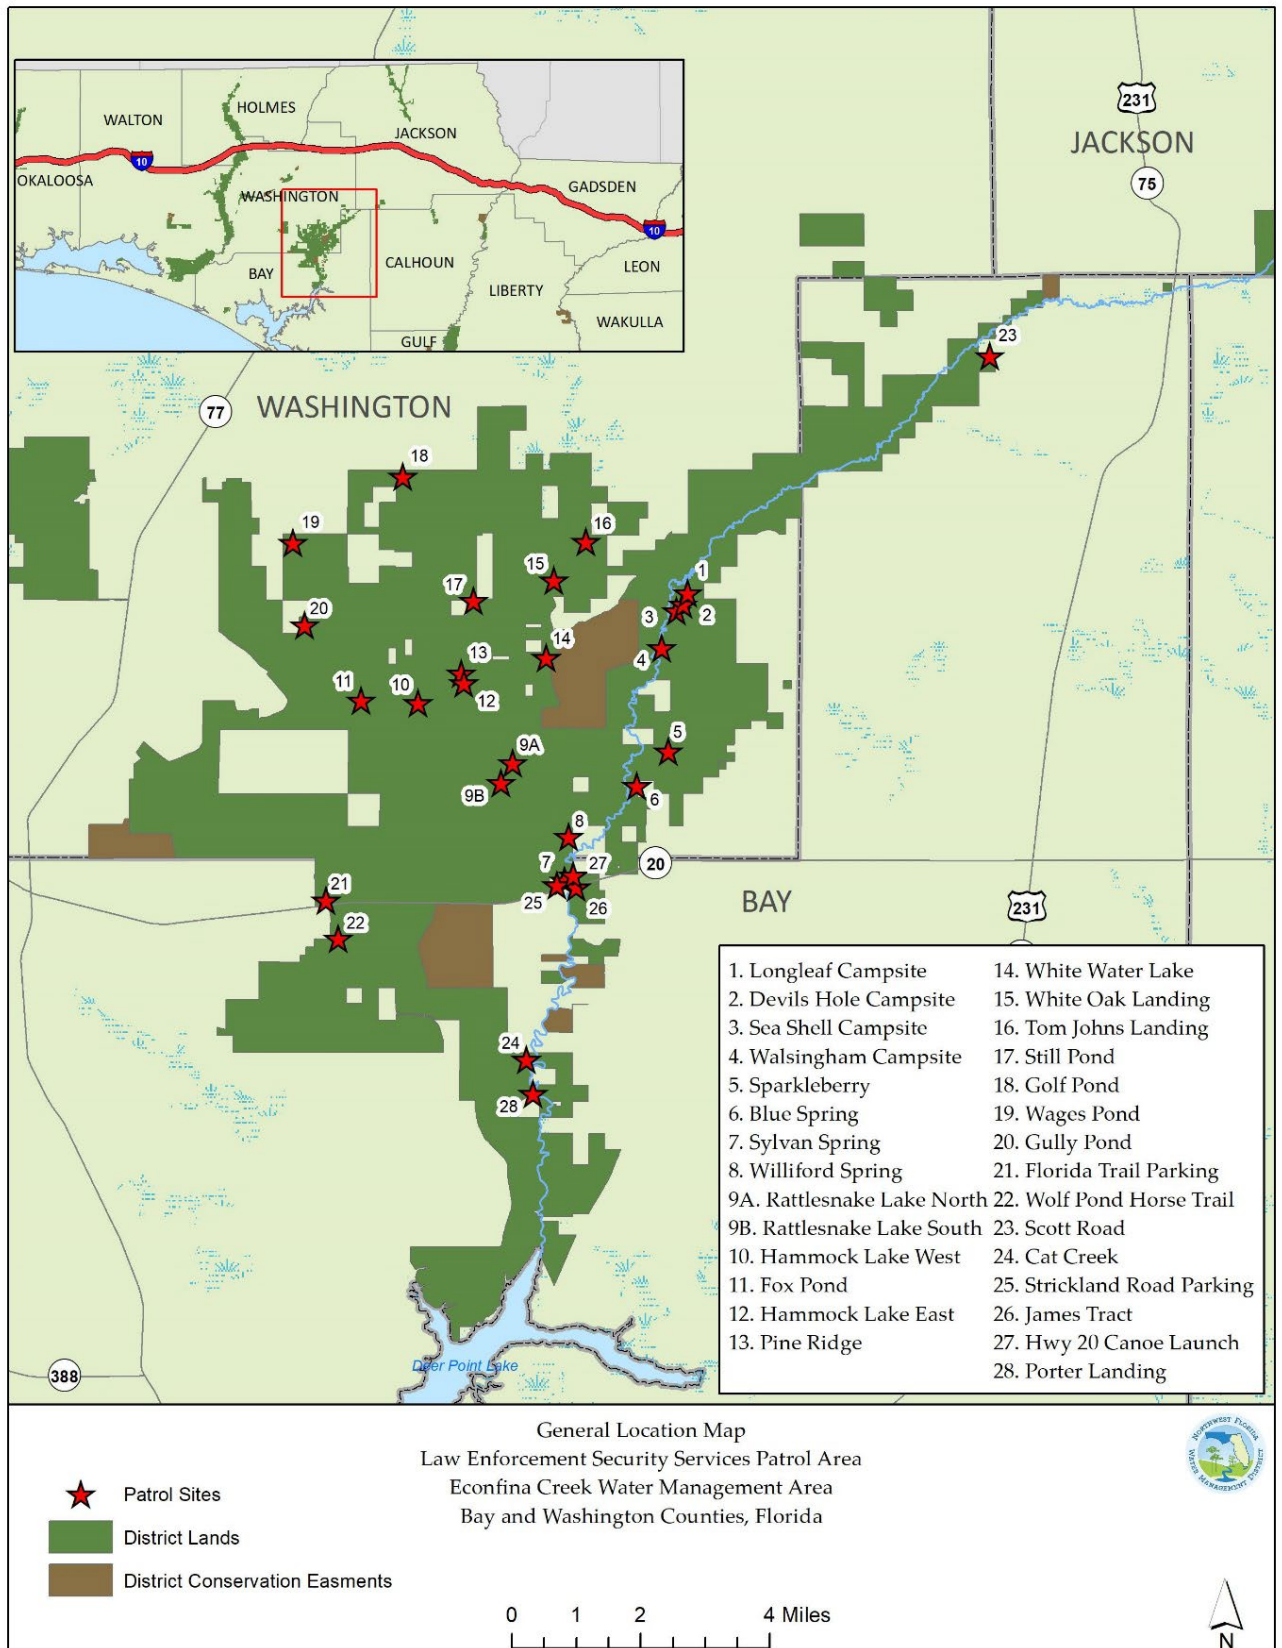 HOLMES
WALTON
JACKSON
10
OKALOOSA
WASHINGTON
GADSDEN
10
LEON
BAY
CALHOUN
LIBERTY
WAKULLA
GULF
231
JACKSON
75
23
77
WASHINGTON
18
19
16
15
17
1
2
3
20
14
4
13
12
11
10
9A
5
9B
6
8
7
27
20
25
26
21
BAY
231
22
24
28
Deer Point Lake
388
1. Longleaf Campsite
2. Devils Hole Campsite
3. Sea Shell Campsite
4. Walsingham Campsite
5. Sparkleberry
6. Blue Spring
7. Sylvan Spring
8. Williford Spring
9A. Rattlesnake Lake North
9B. Rattlesnake Lake South
10. Hammock Lake West
11. Fox Pond
12. Hammock Lake East
13. Pine Ridge
14. White Water Lake
15. White Oak Landing
16. Tom Johns Landing
17. Still Pond
18. Golf Pond
19. Wages Pond
20. Gully Pond
21. Florida Trail Parking
22. Wolf Pond Horse Trail
23. Scott Road
24. Cat Creek
25. Strickland Road Parking
26. James Tract
27. Hwy 20 Canoe Launch
28. Porter Landing
General Location Map
Law Enforcement Security Services Patrol Area
Econfina Creek Water Management Area
Bay and Washington Counties, Florida
NORTHWEST FLORIDA
WATER MANAGEMENT DISTRICT
Patrol Sites
District Lands
District Conservation Easments
0 1 2 4 Miles
N